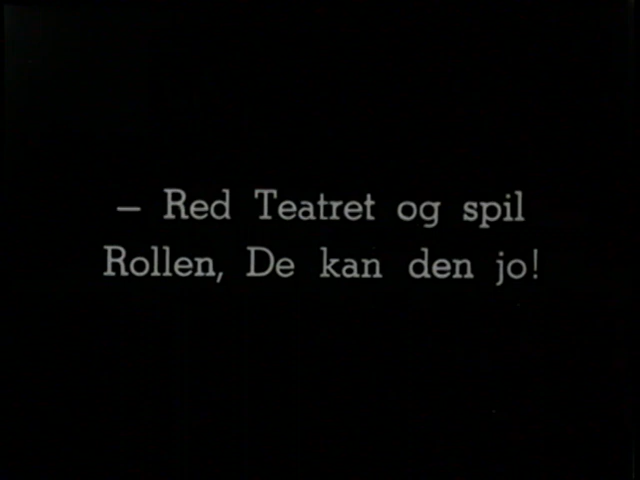 – Red Teatret og spil
Rollen, De kan den jo!